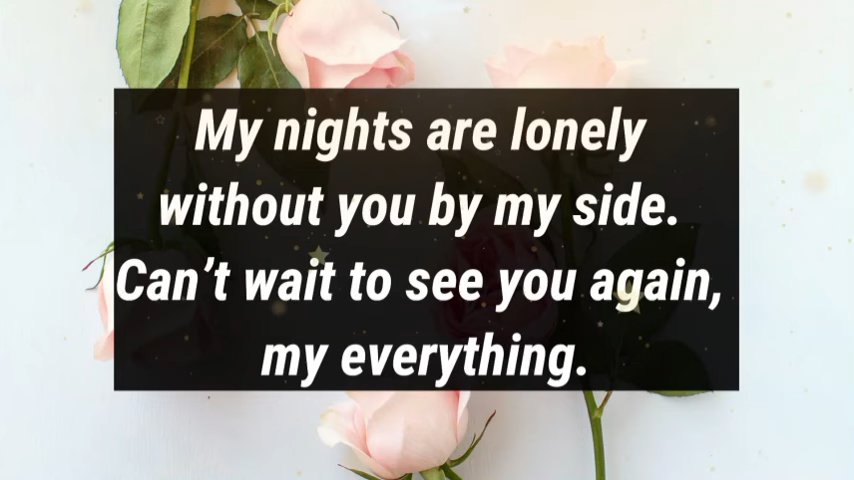 My nights are lonely
without you by my side.
Can’t wait to see you again,
my everything.